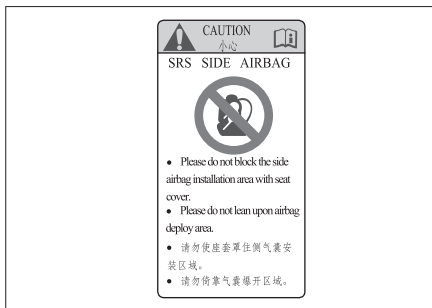 CAUTION
小心
SRS SIDE AIRBAG
• Please do not block the side
airbag installation area with seat
cover.
• Please do not lean upon airbag
deploy area.
• 请勿使座套罩住侧气囊安
装区域。
• 请勿倚靠气囊爆开区域。